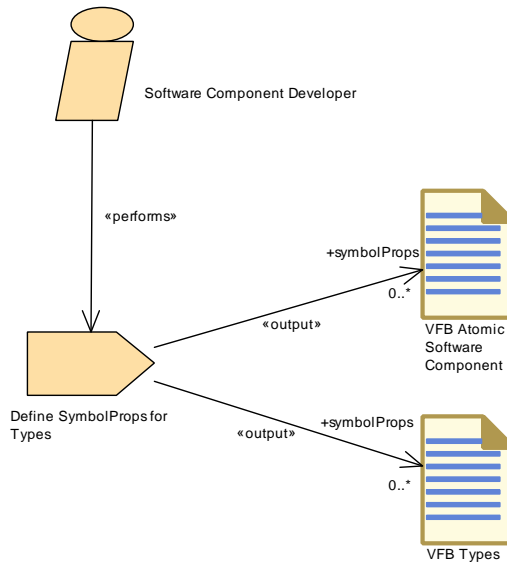 Software Component Developer
«performs»
+symbolProps
0..*
«output»
VFB Atomic
Software
Component
Define SymbolProps for
Types
+symbolProps
«output»
0..*
VFB Types